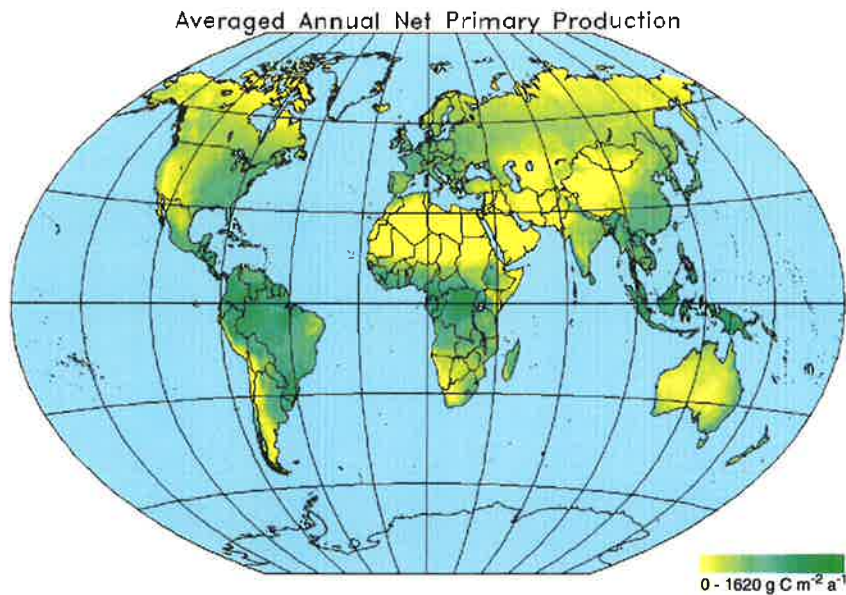 Averaged Annual Net Primary Production
0 - 1620 g C m⁻² a⁻¹